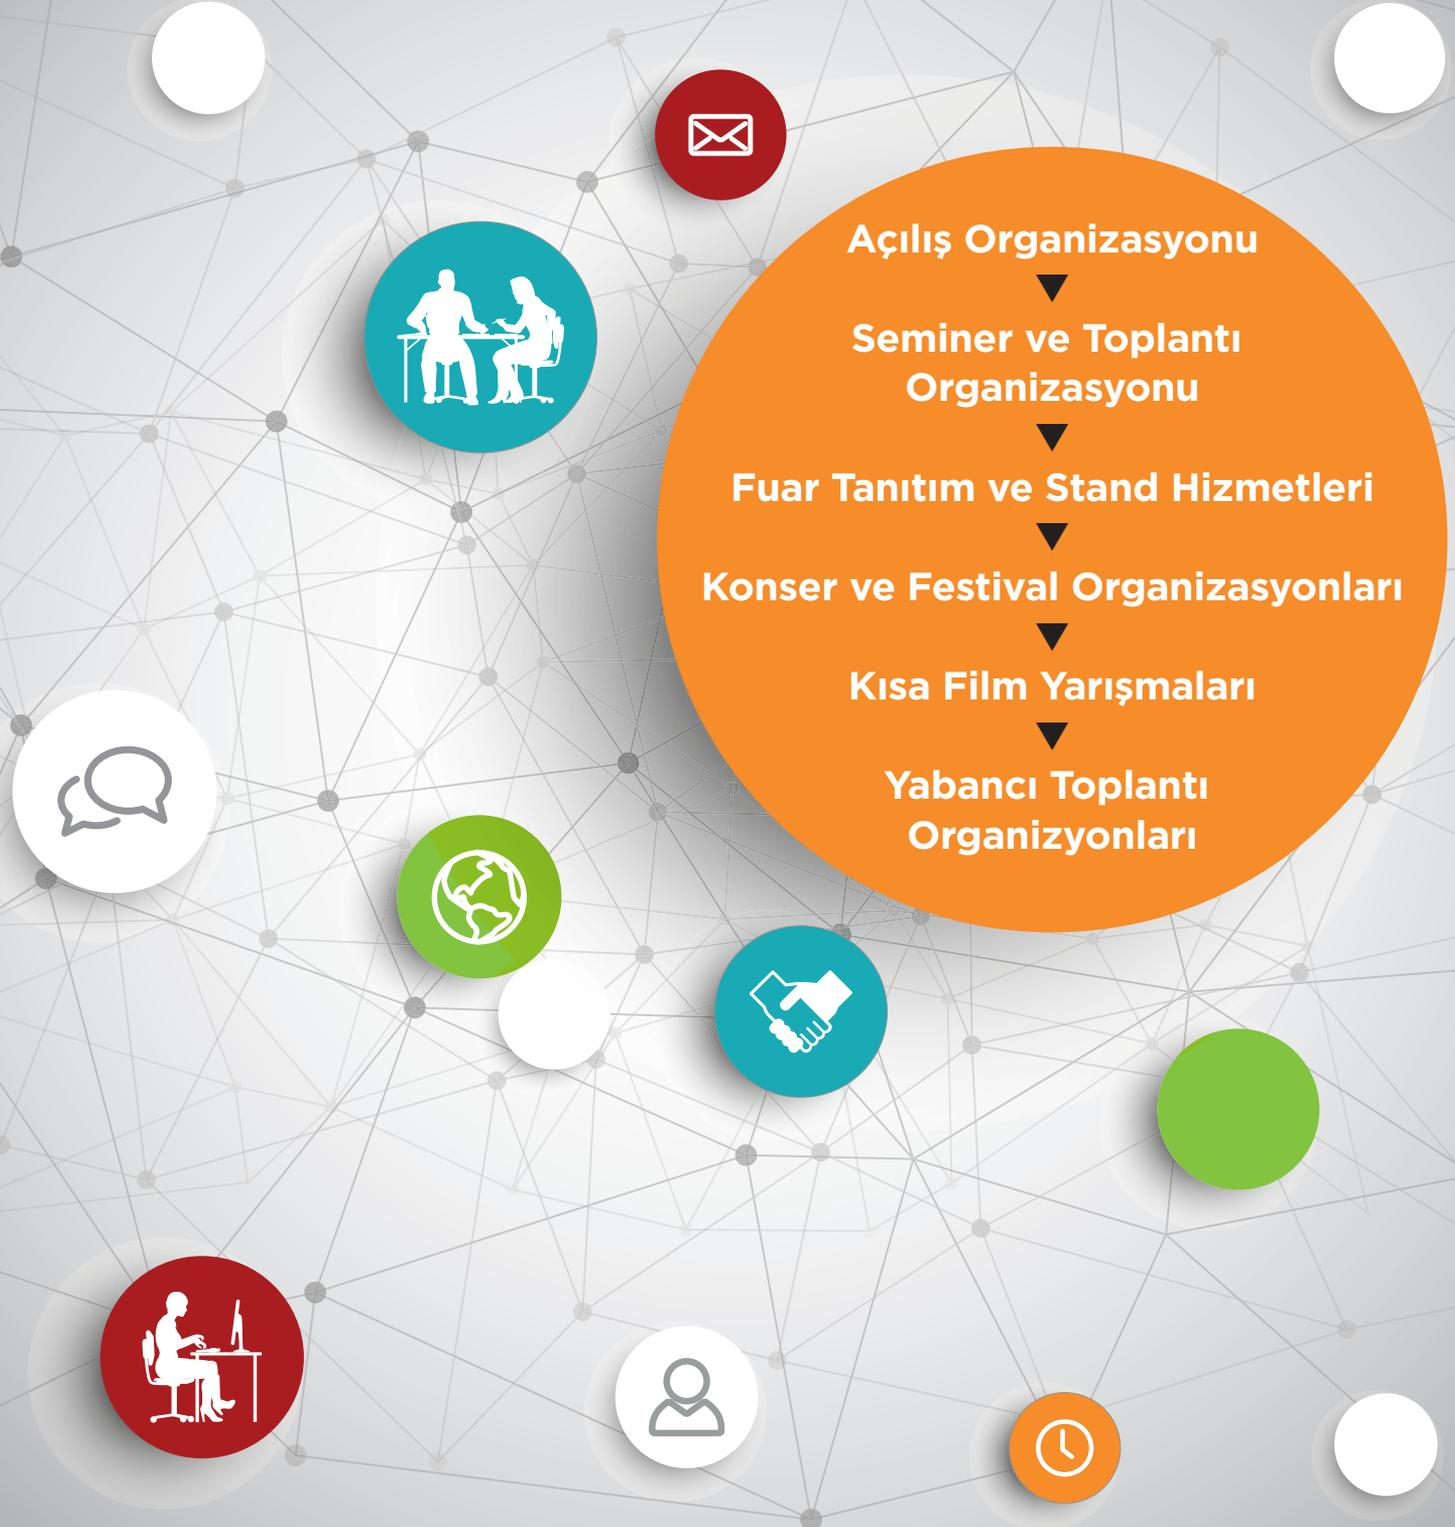 Açılış Organizasyonu
Seminer ve Toplantı
Organizasyonu
Fuar Tanıtım ve Stand Hizmetleri
Konser ve Festival Organizasyonları
Kısa Film Yarışmaları
Yabancı Toplantı
Organizyonları